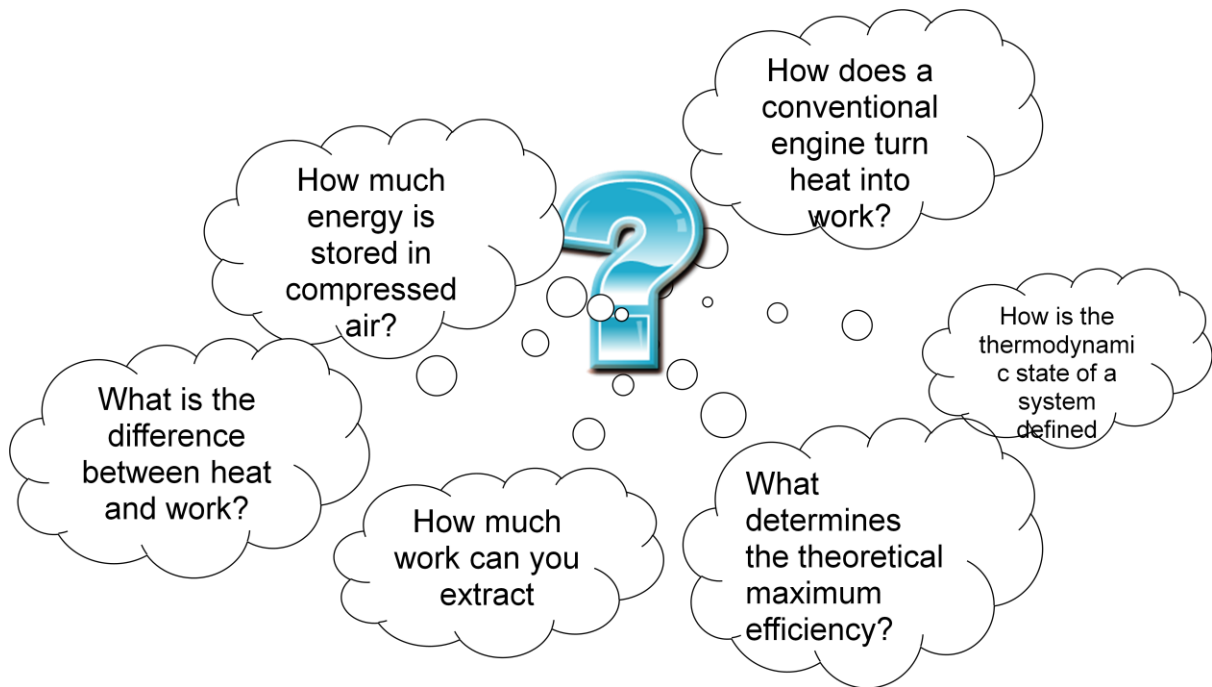 How does a
conventional
engine turn
heat into
work?
How much
energy is
stored in
compressed
air?
How is the
thermodynami
c state of a
system
defined
What is the
difference
between heat
and work?
How much
work can you
extract
What
determines
the theoretical
maximum
efficiency?